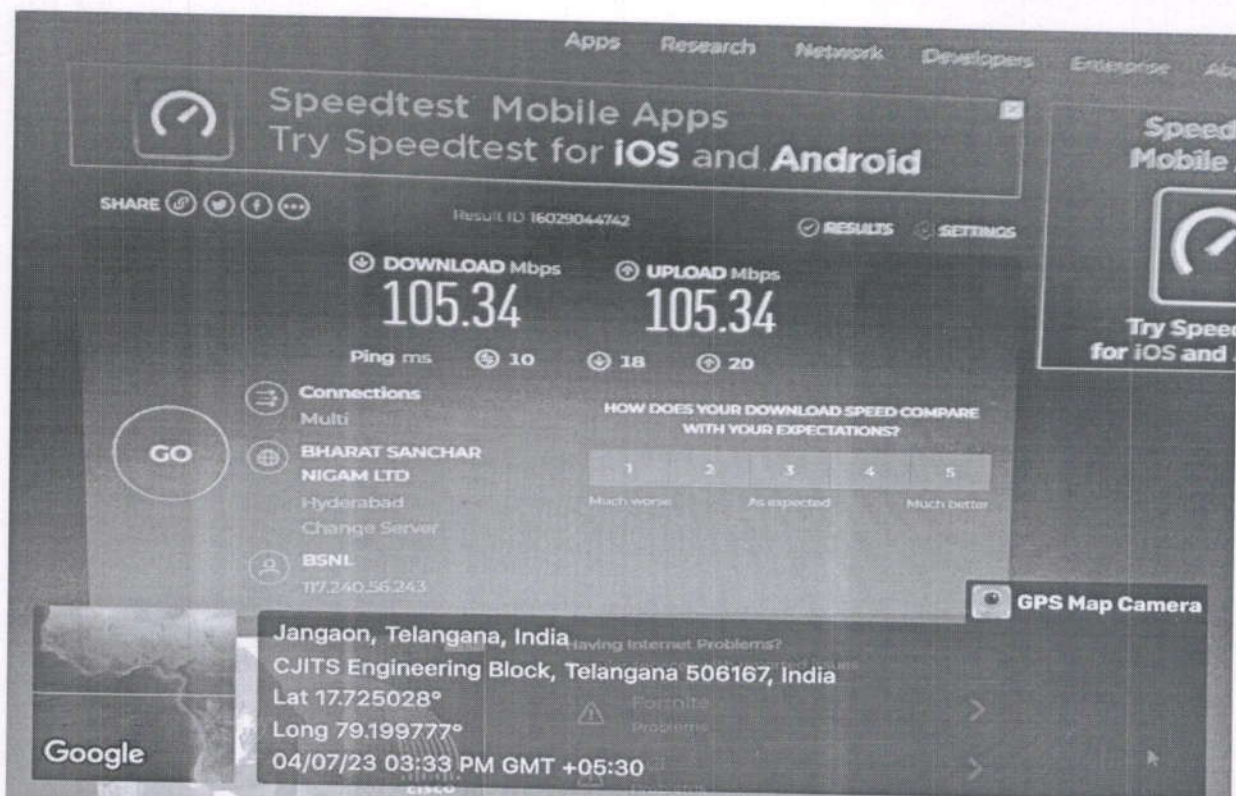 Apps Research Network Developers Enterprise
Speedtest Mobile Apps
Try Speedtest for iOS and Android
Speed
Mobile
Try Speed
for iOS and
SHARE
Result ID 16029044742
RESULTS SETTINGS
DOWNLOAD Mbps
105.34
UPLOAD Mbps
105.34
Ping ms 10 18 20
GO
Connections
Multi
BHARAT SANCHAR
NIGAM LTD
Hyderabad
Change Server
BSNL
117.240.56.243
HOW DOES YOUR DOWNLOAD SPEED COMPARE
WITH YOUR EXPECTATIONS?
1 2 3 4 5
Much worse As expected Much better
GPS Map Camera
Having Internet Problems?
Fortnite
Problems
Jangaon, Telangana, India
CJITS Engineering Block, Telangana 506167, India
Lat 17.725028°
Long 79.199777°
04/07/23 03:33 PM GMT +05:30
Google
CISCO